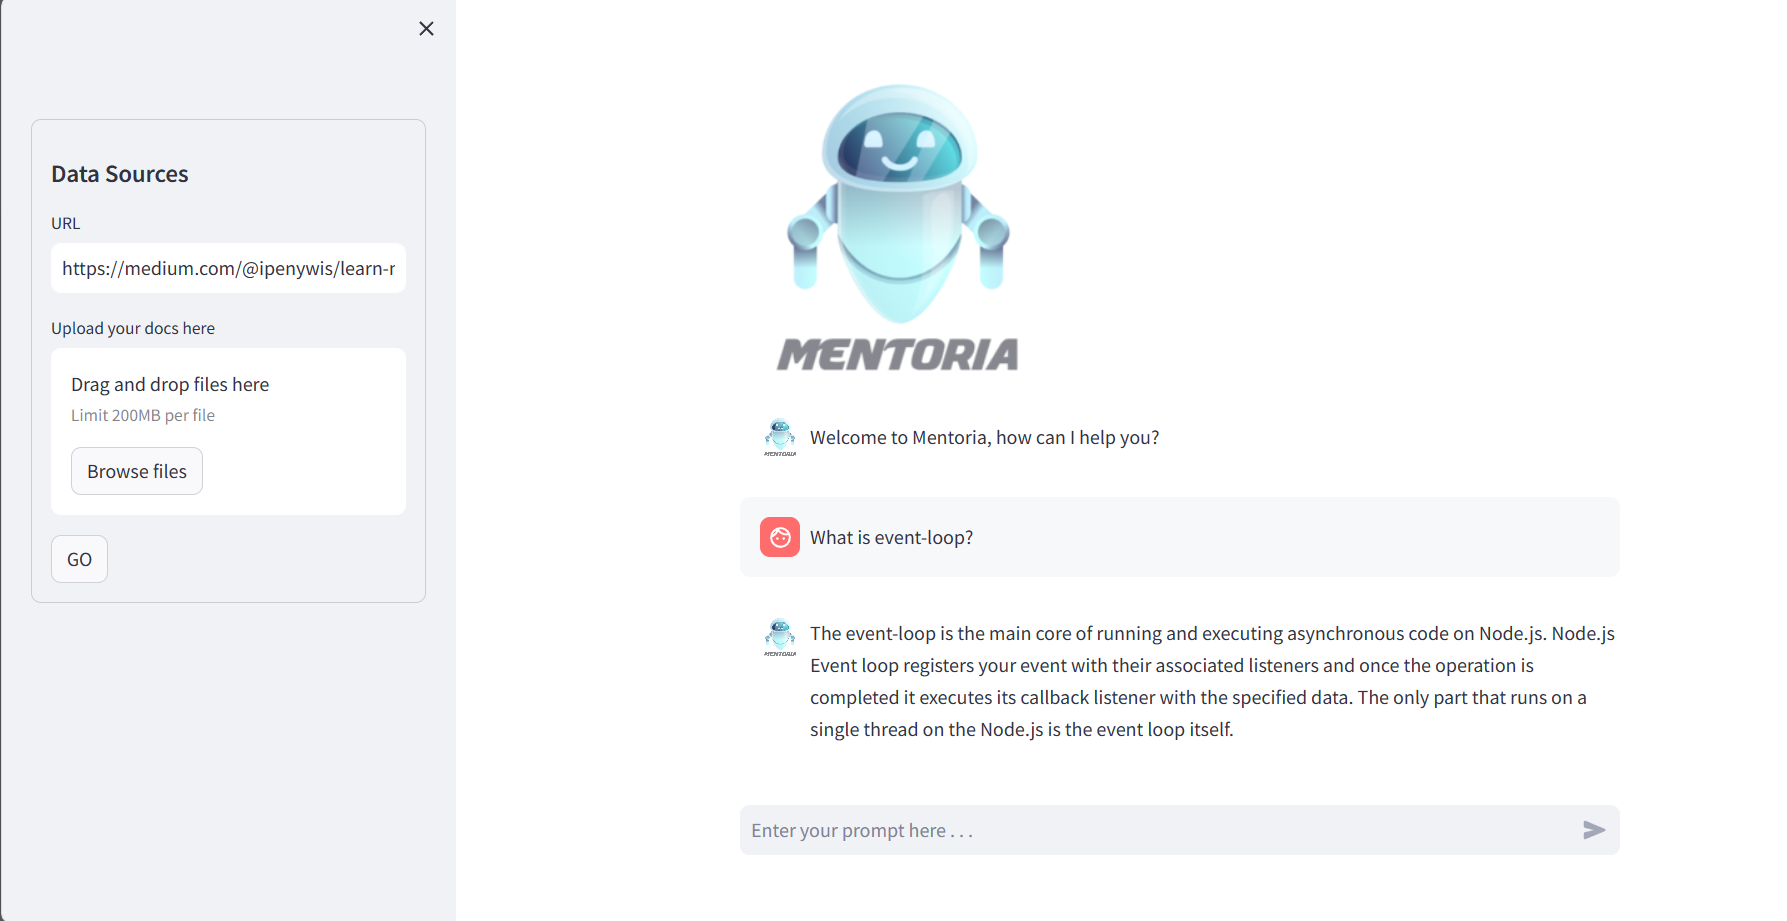 Data Sources
URL
https://medium.com/@ipenywis/learn-r
Upload your docs here
Drag and drop files here
Limit 200MB per file
Browse files
GO
MENTORIA
MENTORIA
Welcome to Mentoria, how can I help you?
What is event-loop?
MENTORIA
The event-loop is the main core of running and executing asynchronous code on Node.js. Node.js
Event loop registers your event with their associated listeners and once the operation is
completed it executes its callback listener with the specified data. The only part that runs on a
single thread on the Node.js is the event loop itself.
Enter your prompt here . . .